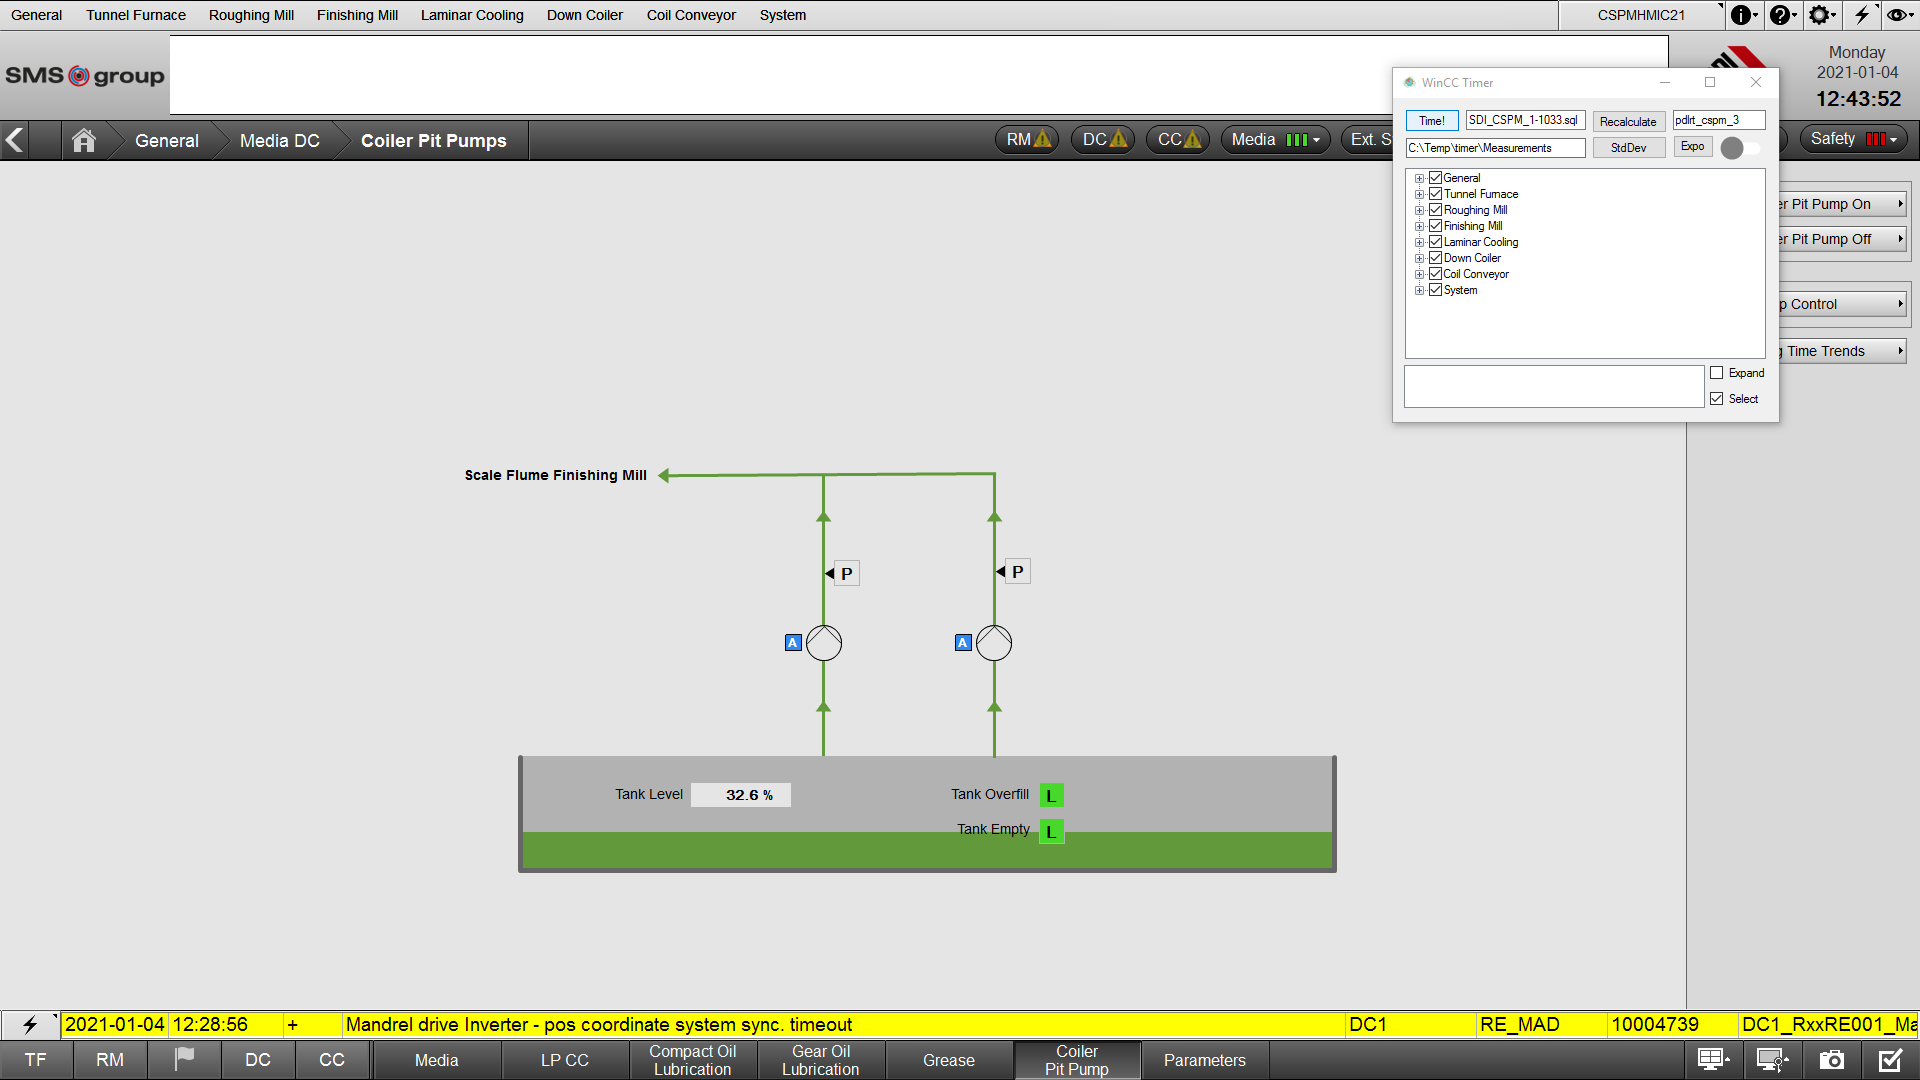 General Tunnel Furnace Roughing Mill Finishing Mill Laminar Cooling Down Coiler Coil Conveyor System CSPMHMIC21
SMS group
Monday
2021-01-04
12:43:52
General Media DC Coiler Pit Pumps RM DC CC Media Ext. S Safety
WinCC Timer
Time! SDI_CSPM_1-1033.sql Recalculate pdlrt_cspm_3
C:\Temp\timer\Measurements StdDev Expo
General
Tunnel Furnace
Roughing Mill
Finishing Mill
Laminar Cooling
Down Coiler
Coil Conveyor
System
Expand
Select
er Pit Pump On
er Pit Pump Off
p Control
g Time Trends
Scale Flume Finishing Mill
P P
A A
Tank Level 32.6 % Tank Overfill L
Tank Empty L
2021-01-04 12:28:56 + Mandrel drive Inverter - pos coordinate system sync. timeout DC1 RE_MAD 10004739 DC1_RxxRE001_Ma
TF RM DC CC Media LP CC Compact Oil Lubrication Gear Oil Lubrication Grease Coiler Pit Pump Parameters